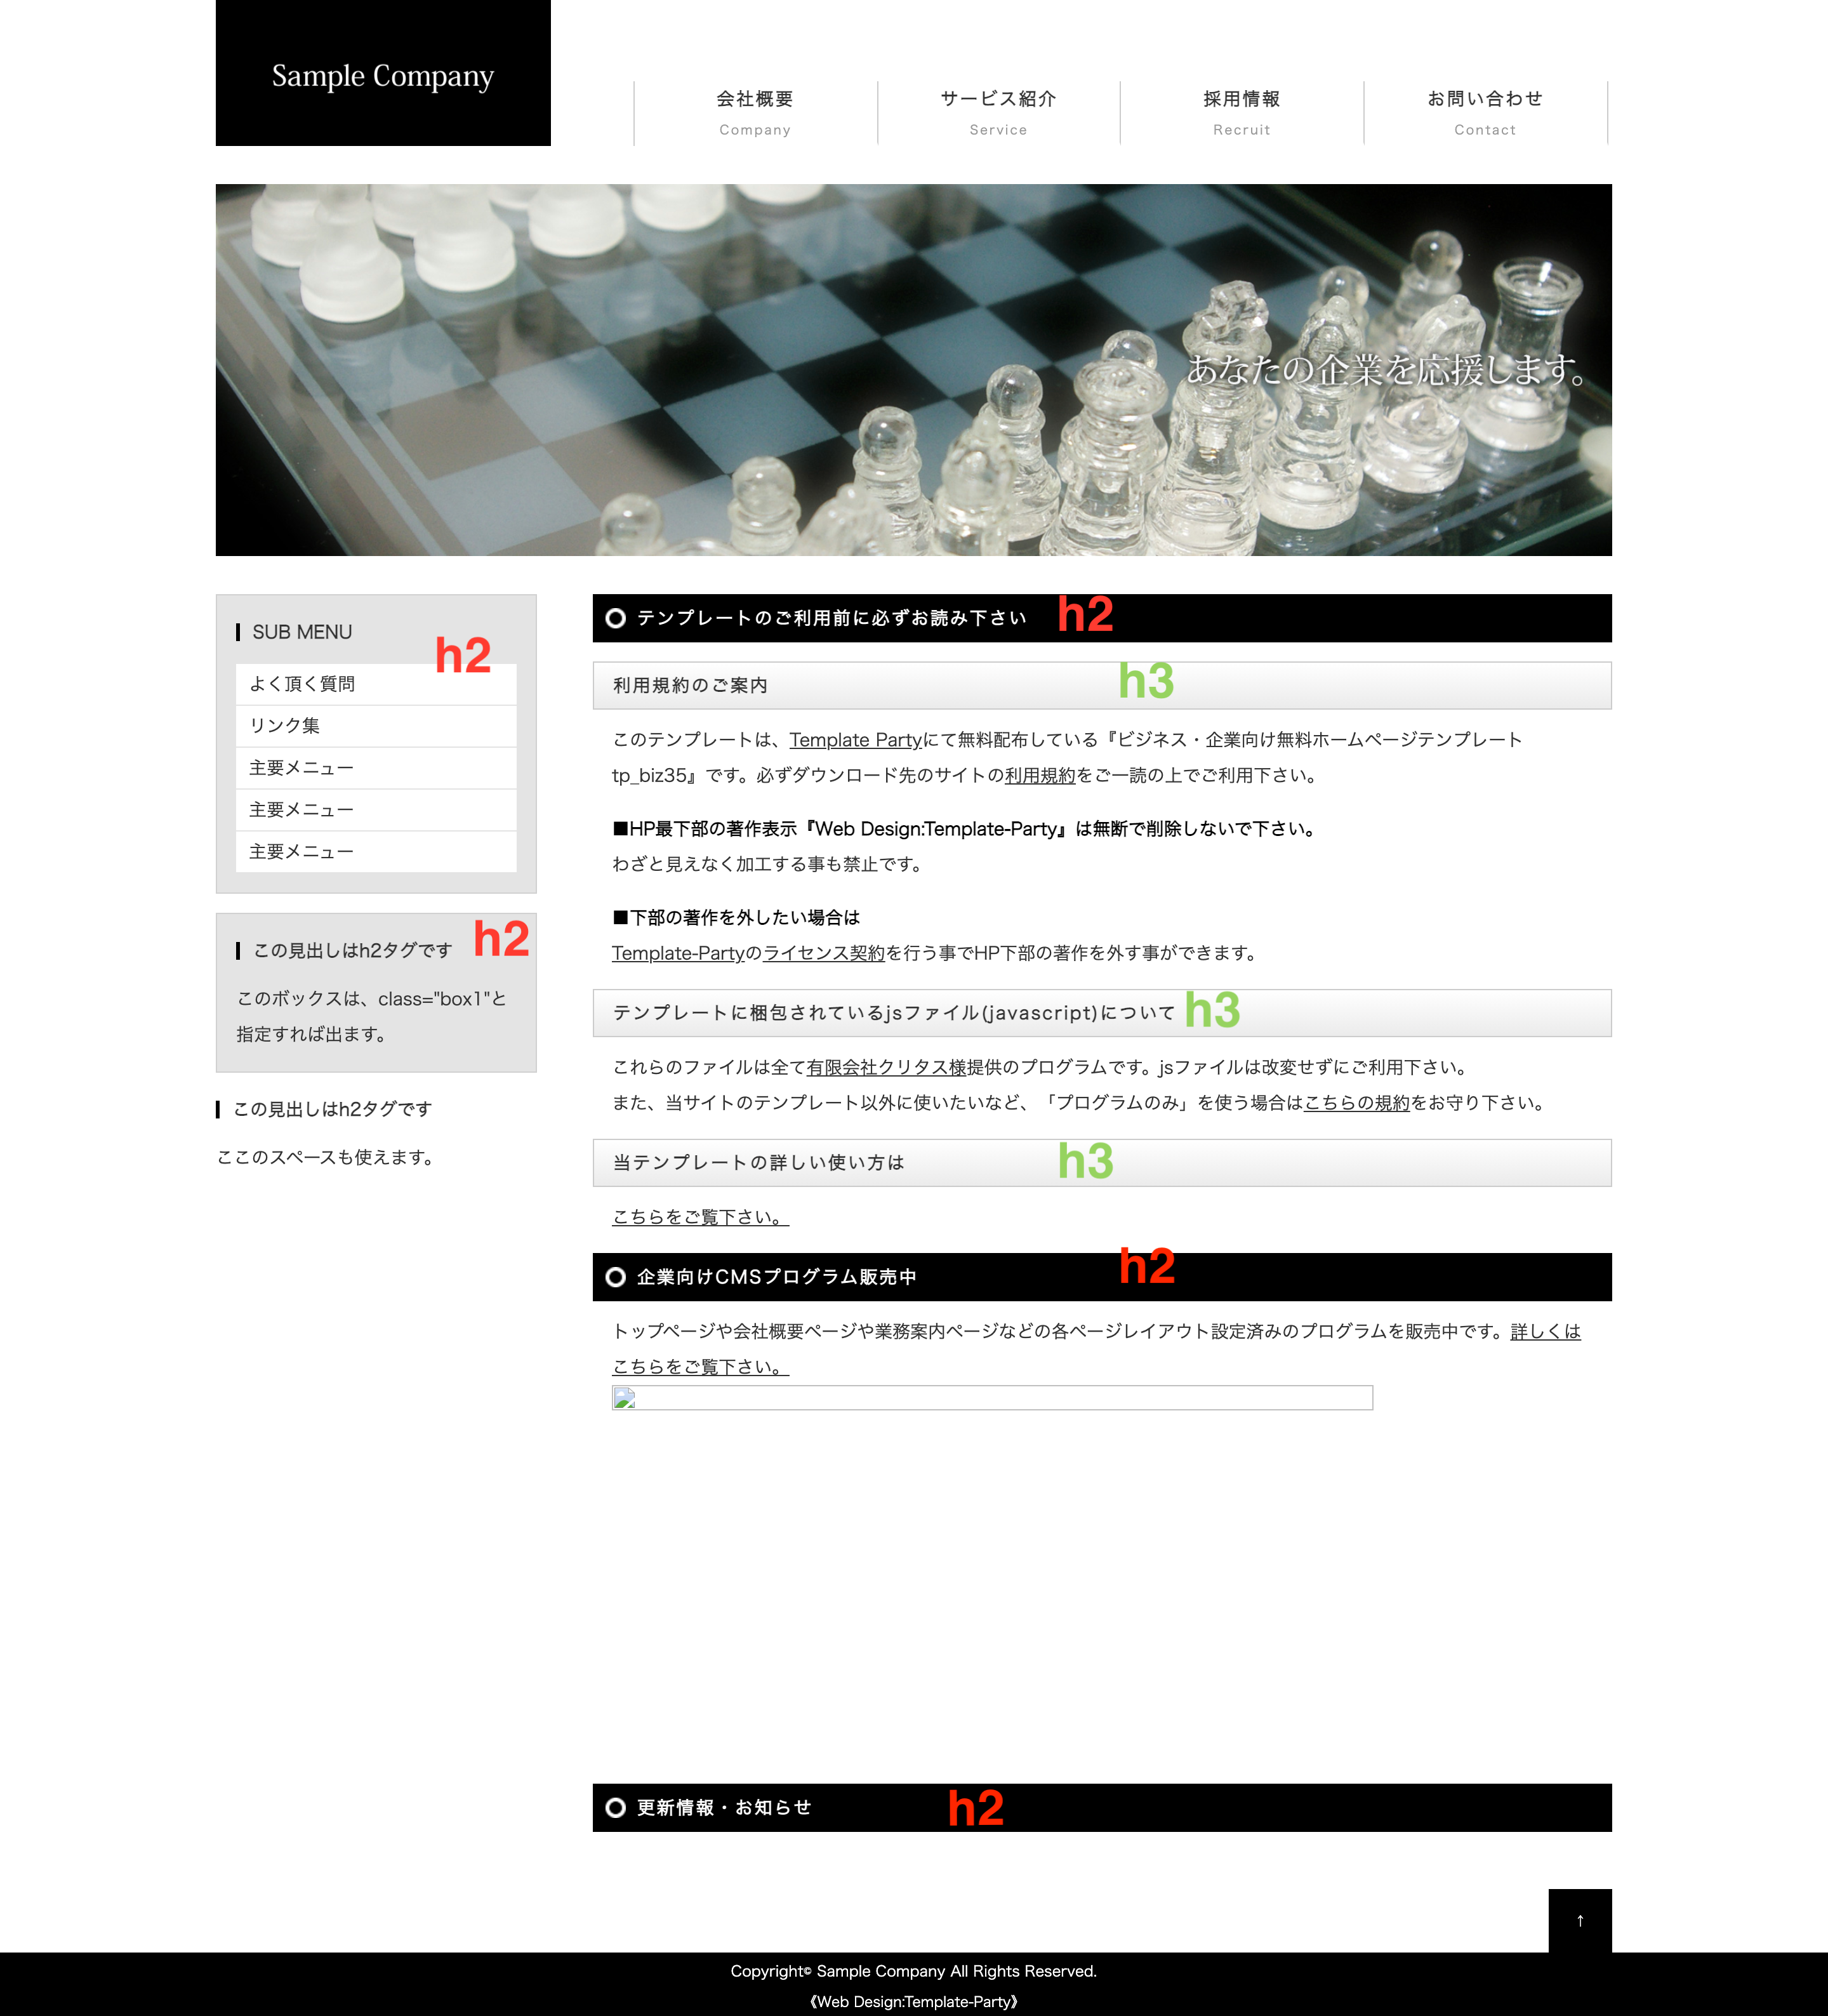 Sample Company
会社概要
Company
サービス紹介
Service
採用情報
Recruit
お問い合わせ
Contact
あなたの企業を応援します。
SUB MENU
h2
よく頂く質問
リンク集
主要メニュー
主要メニュー
主要メニュー
この見出しはh2タグです
h2
このボックスは、class="box1"と
指定すれば出ます。
この見出しはh2タグです
ここのスペースも使えます。
テンプレートのご利用前に必ずお読み下さい
h2
利用規約のご案内
h3
このテンプレートは、Template Partyにて無料配布している『ビジネス・企業向け無料ホームページテンプレート
tp_biz35』です。必ずダウンロード先のサイトの利用規約をご一読の上でご利用下さい。
■HP最下部の著作表示『Web Design:Template-Party』は無断で削除しないで下さい。
わざと見えなく加工する事も禁止です。
■下部の著作を外したい場合は
Template-Partyのライセンス契約を行う事でHP下部の著作を外す事ができます。
テンプレートに梱包されているjsファイル(javascript)について
h3
これらのファイルは全て有限会社クリタス様提供のプログラムです。jsファイルは改変せずにご利用下さい。
また、当サイトのテンプレート以外に使いたいなど、「プログラムのみ」を使う場合はこちらの規約をお守り下さい。
当テンプレートの詳しい使い方は
h3
こちらをご覧下さい。
企業向けCMSプログラム販売中
h2
トップページや会社概要ページや業務案内ページなどの各ページレイアウト設定済みのプログラムを販売中です。詳しくは
こちらをご覧下さい。
更新情報・お知らせ
h2
↑
Copyright© Sample Company All Rights Reserved.
《Web Design:Template-Party》